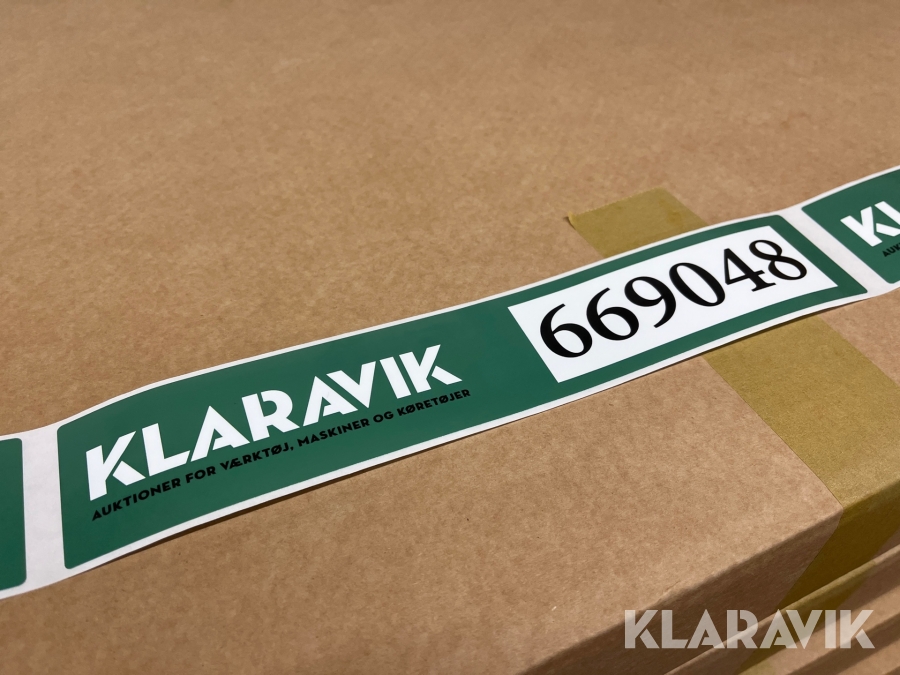 KLARAVIK
AUKTIONER FOR VÆRKTØJ, MASKINER OG KØRETØJER
669048
KLARAVIK